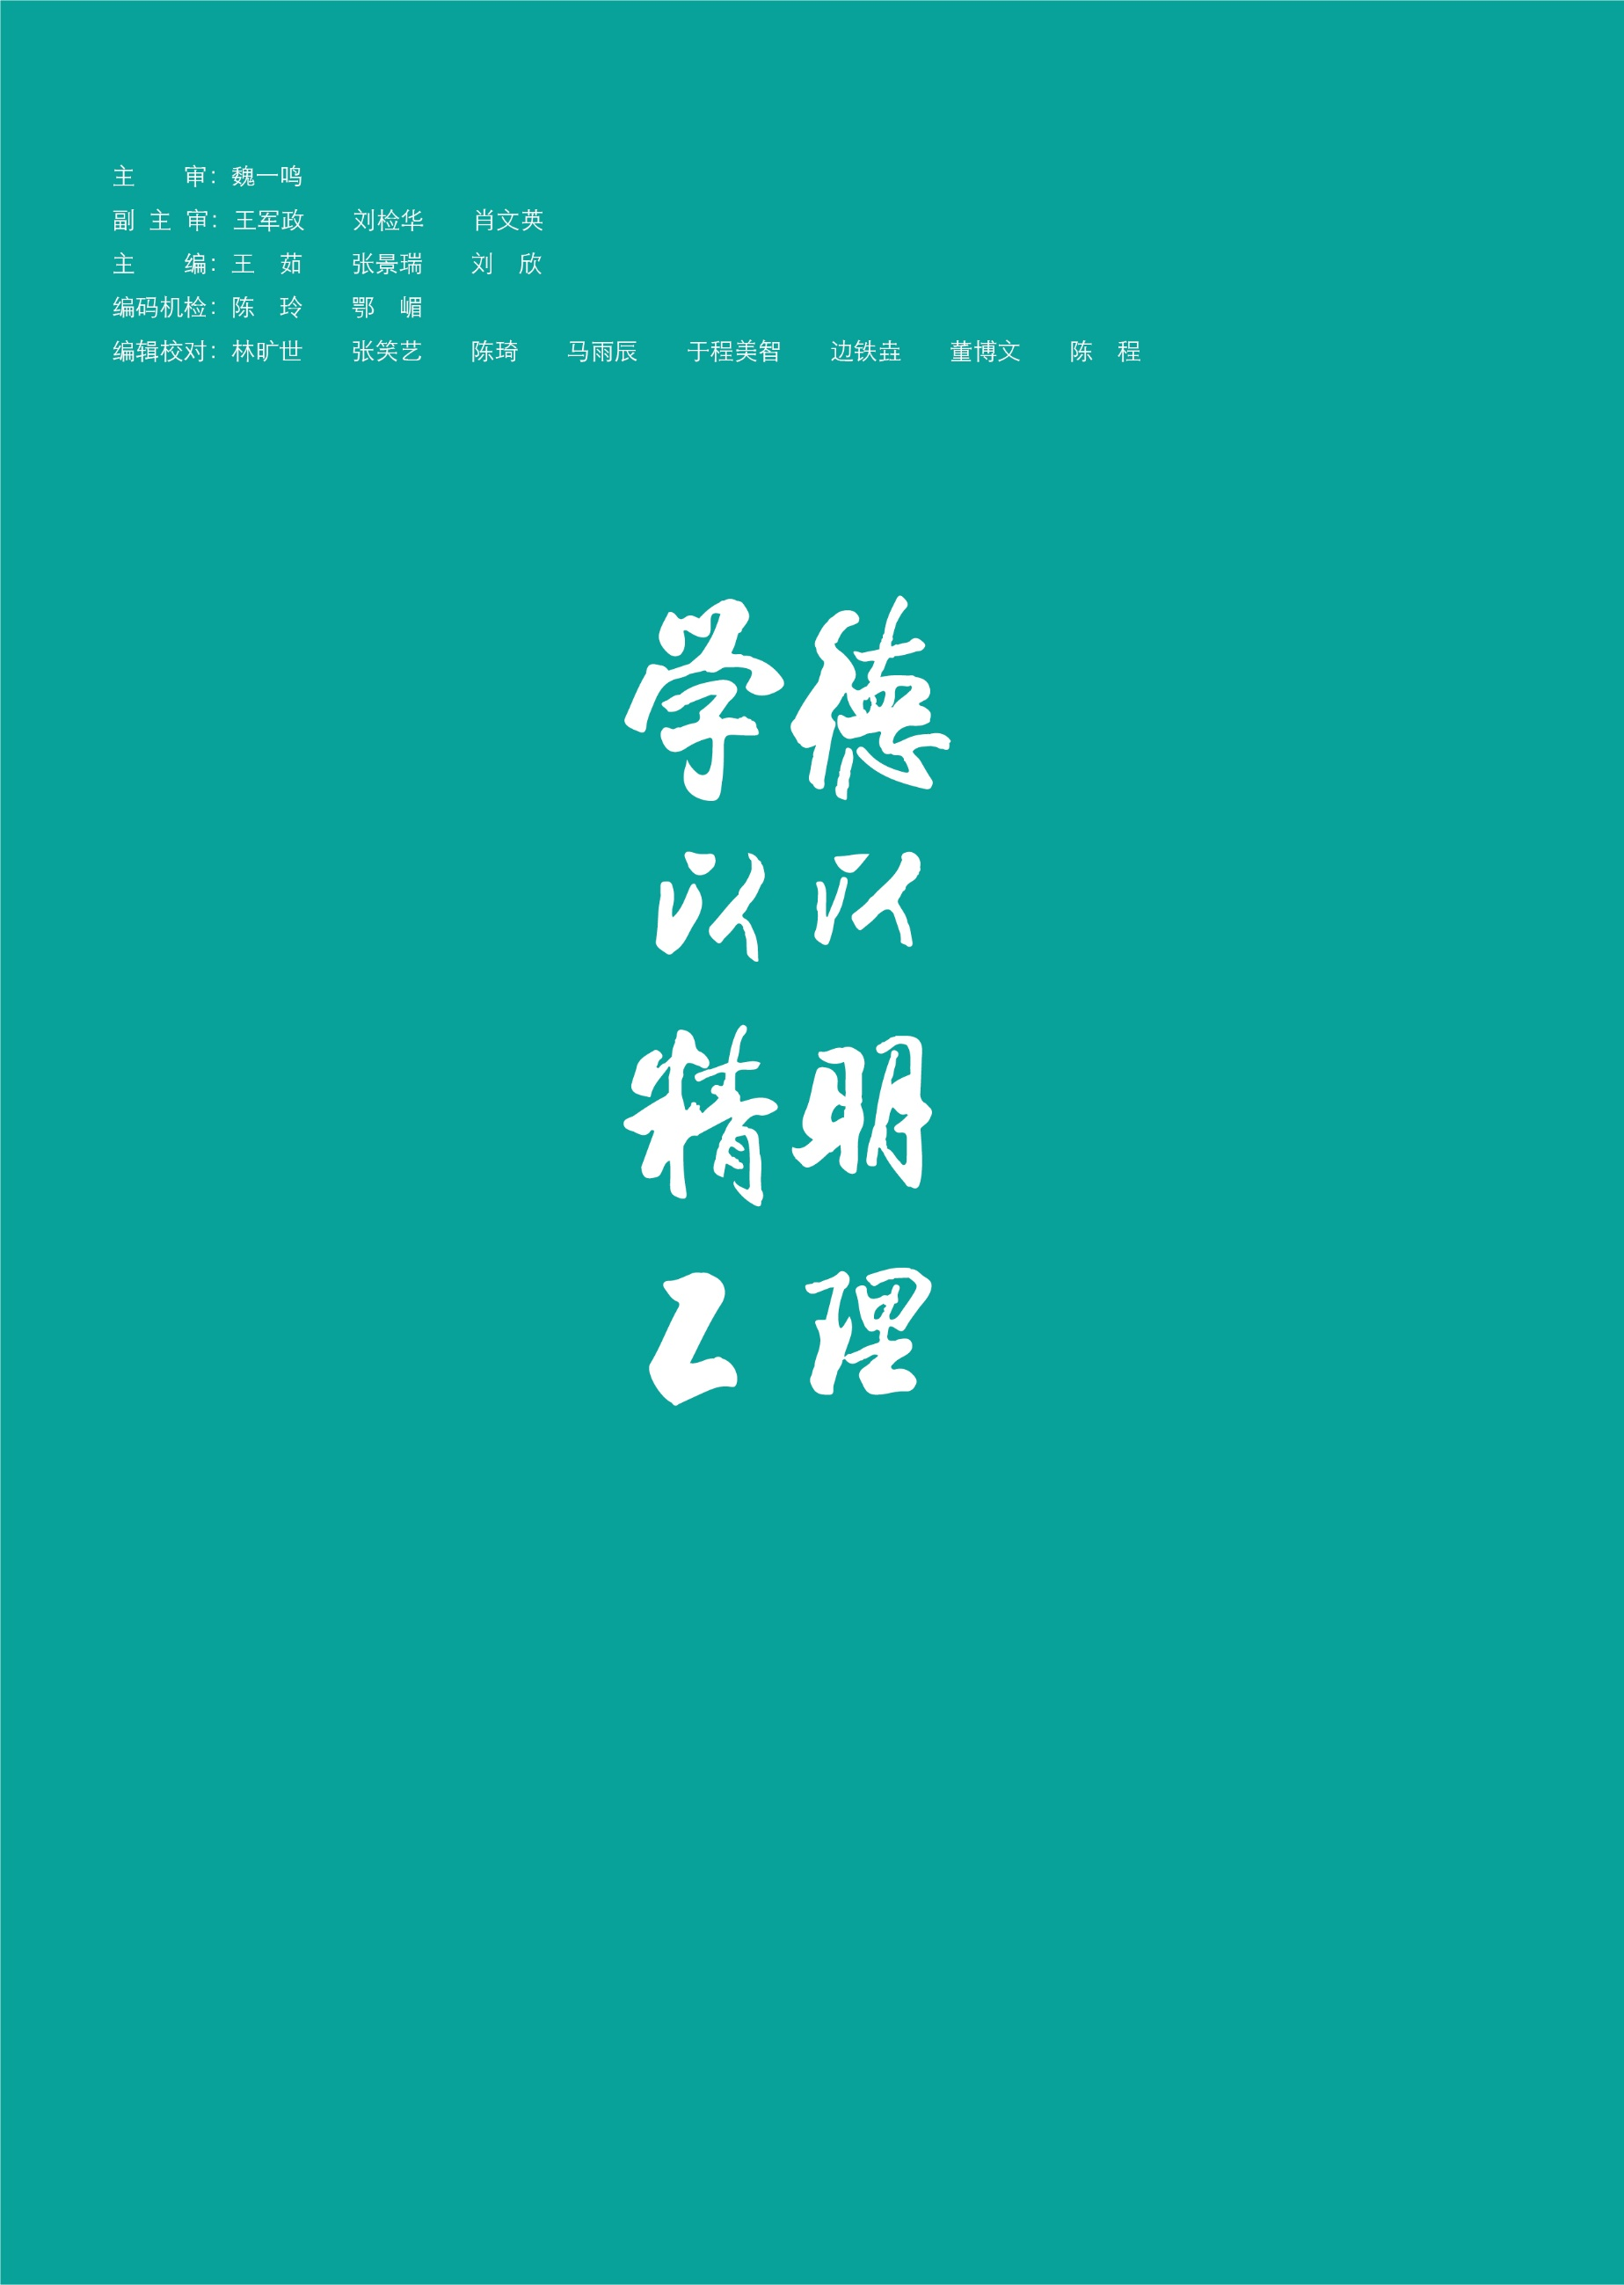 主　　审：魏一鸣
副 主 审：王军政　　刘检华　　肖文英
主　　编：王　茹　　张景瑞　　刘　欣
编码机检：陈　玲　　鄂　嵋
编辑校对：林旷世　　张笑艺　　陈琦　　马雨辰　　于程美智　　边铁垚　　董博文　　陈　程
德以明理
学以精工